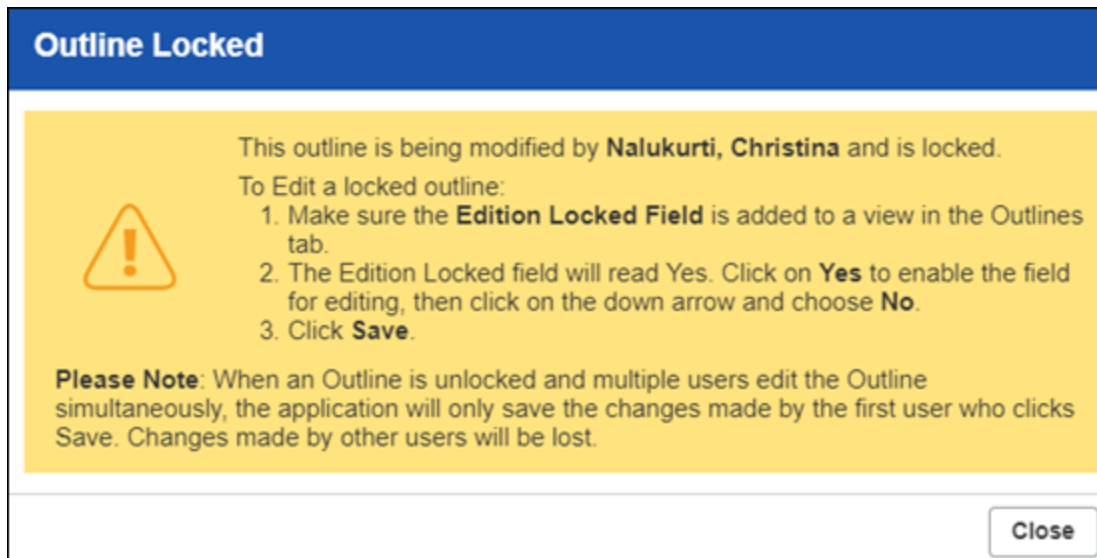 Outline Locked
This outline is being modified by Nalukurti, Christina and is locked.
To Edit a locked outline:
1. Make sure the Edition Locked Field is added to a view in the Outlines
tab.
2. The Edition Locked field will read Yes. Click on Yes to enable the field
for editing, then click on the down arrow and choose No.
3. Click Save.
Please Note: When an Outline is unlocked and multiple users edit the Outline
simultaneously, the application will only save the changes made by the first user who clicks
Save. Changes made by other users will be lost.
Close